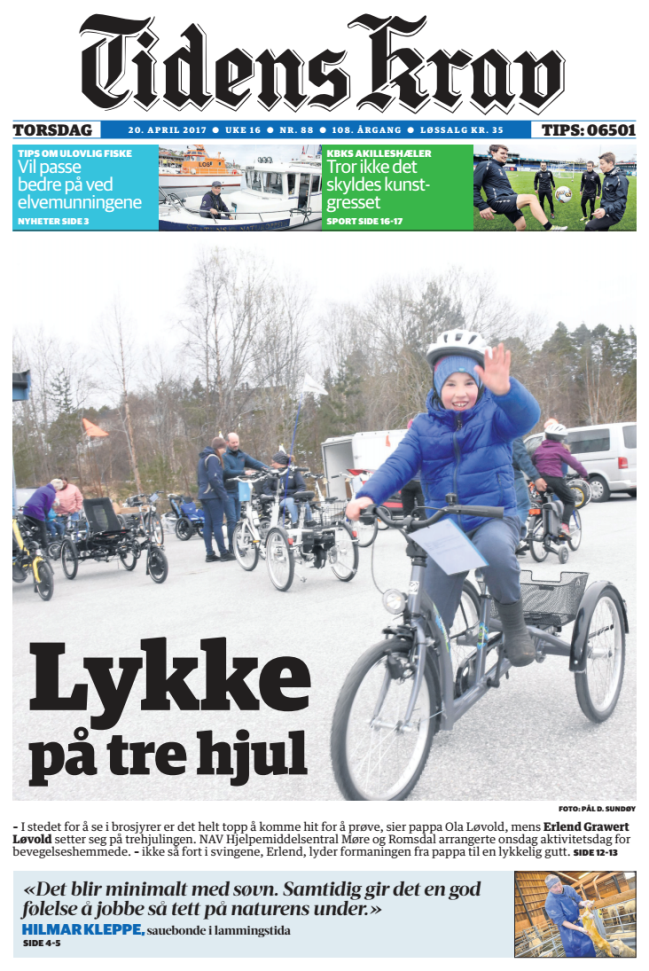 Tidens Krav
TORSDAG
20. APRIL 2017 ● UKE 16 ● NR. 88 ● 108. ÅRGANG ● LØSSALG KR. 35
TIPS: 06501
TIPS OM ULOVLIG FISKE
Vil passe
bedre på ved
elvemunningene
NYHETER SIDE 3
LOS
KBKS AKILLESHÆLER
Tror ikke det
skyldes kunst-
gresset
SPORT SIDE 16-17
Lykke
på tre hjul
FOTO: PÅL D. SUNDØY
– I stedet for å se i brosjyrer er det helt topp å komme hit for å prøve, sier pappa Ola Løvold, mens Erlend Grawert
Løvold setter seg på trehjulingen. NAV Hjelpemiddelsentral Møre og Romsdal arrangerte onsdag aktivitetsdag for
bevegelseshemmede. – ikke så fort i svingene, Erlend, lyder formaningen fra pappa til en lykkelig gutt. SIDE 12-13
«Det blir minimalt med søvn. Samtidig gir det en god
følelse å jobbe så tett på naturens under.»
HILMAR KLEPPE, sauebonde i lammingstida
SIDE 4-5